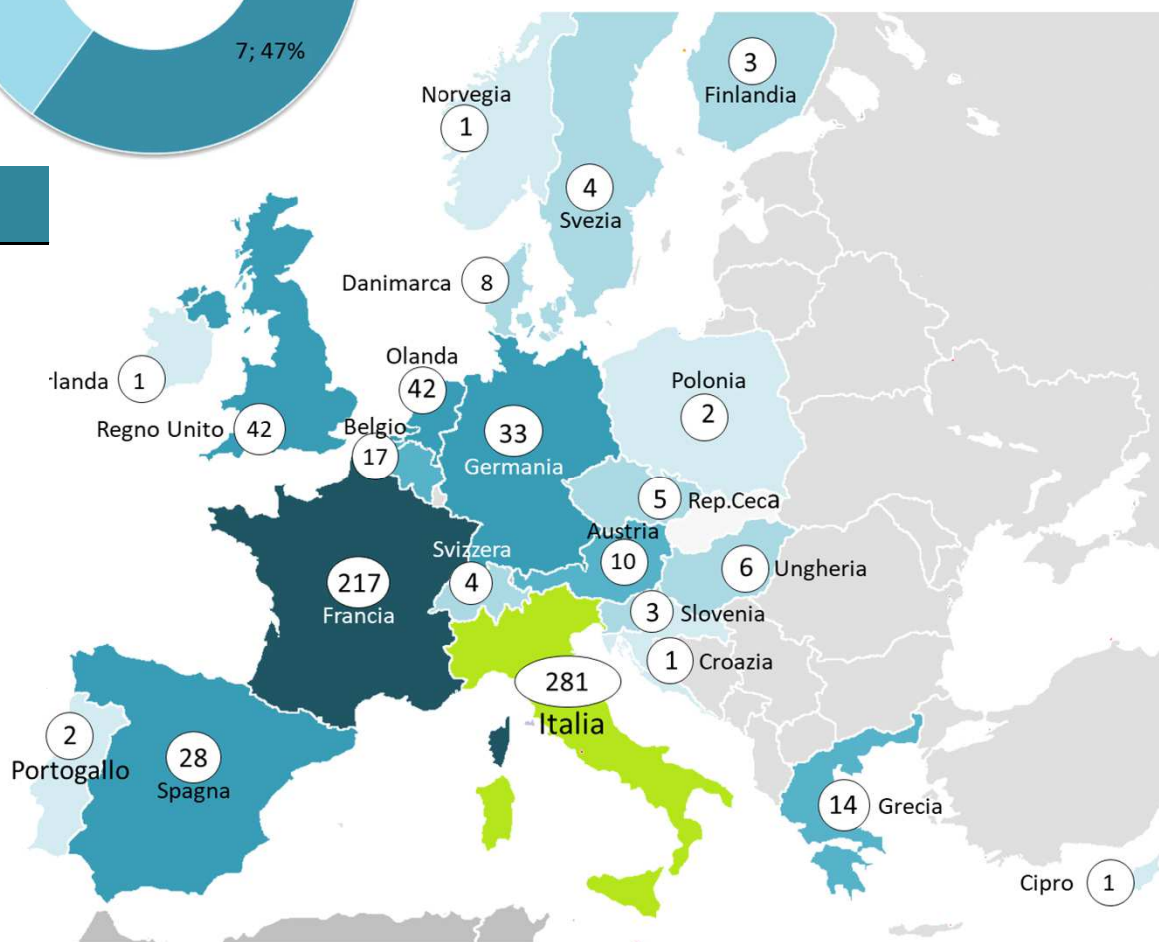 7; 47%
3
Finlandia
Norvegia
1
4
Svezia
Danimarca 8
Olanda
42
rlanda 1
Polonia
2
Regno Unito 42
Belgio
17
33
Germania
5 Rep.Ceca
Austria
10
Svizzera
4
6 Ungheria
217
Francia
3 Slovenia
1 Croazia
281
Italia
2
Portogallo
28
Spagna
14 Grecia
Cipro 1